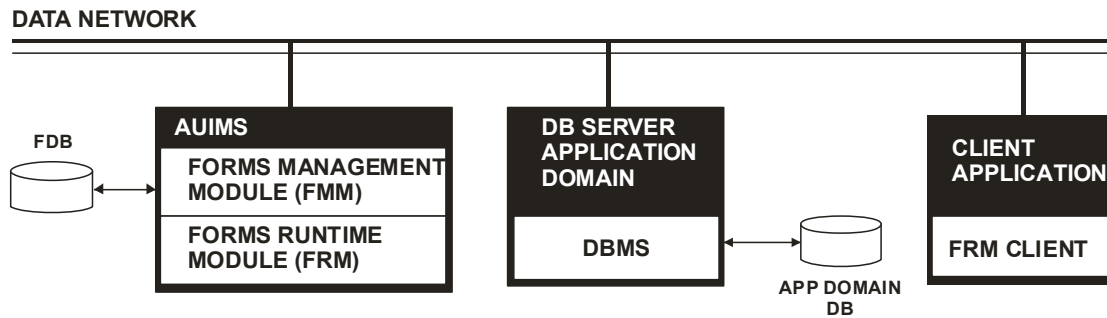 DATA NETWORK
FDB
AUIMS
FORMS MANAGEMENT
MODULE (FMM)
FORMS RUNTIME
MODULE (FRM)
DB SERVER
APPLICATION
DOMAIN
DBMS
APP DOMAIN
DB
CLIENT
APPLICATION
FRM CLIENT